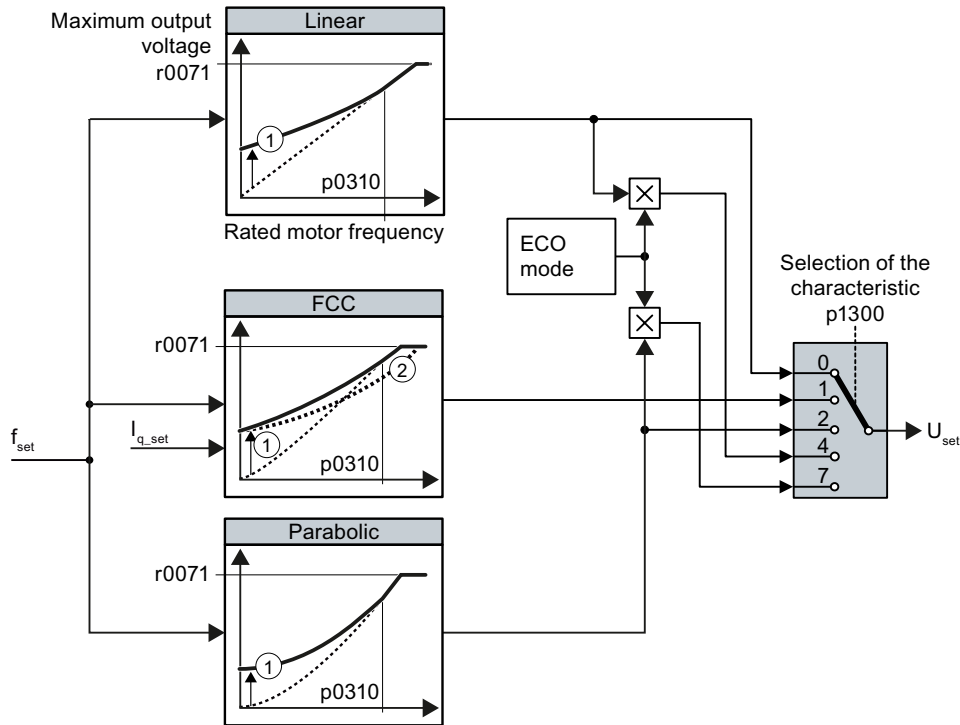 Maximum output
voltage
r0071
Linear
1
p0310
Rated motor frequency
ECO
mode
Selection of the
characteristic
p1300
FCC
r0071
2
1
p0310
f_set
I_q_set
0
1
2
4
7
U_set
Parabolic
r0071
1
p0310